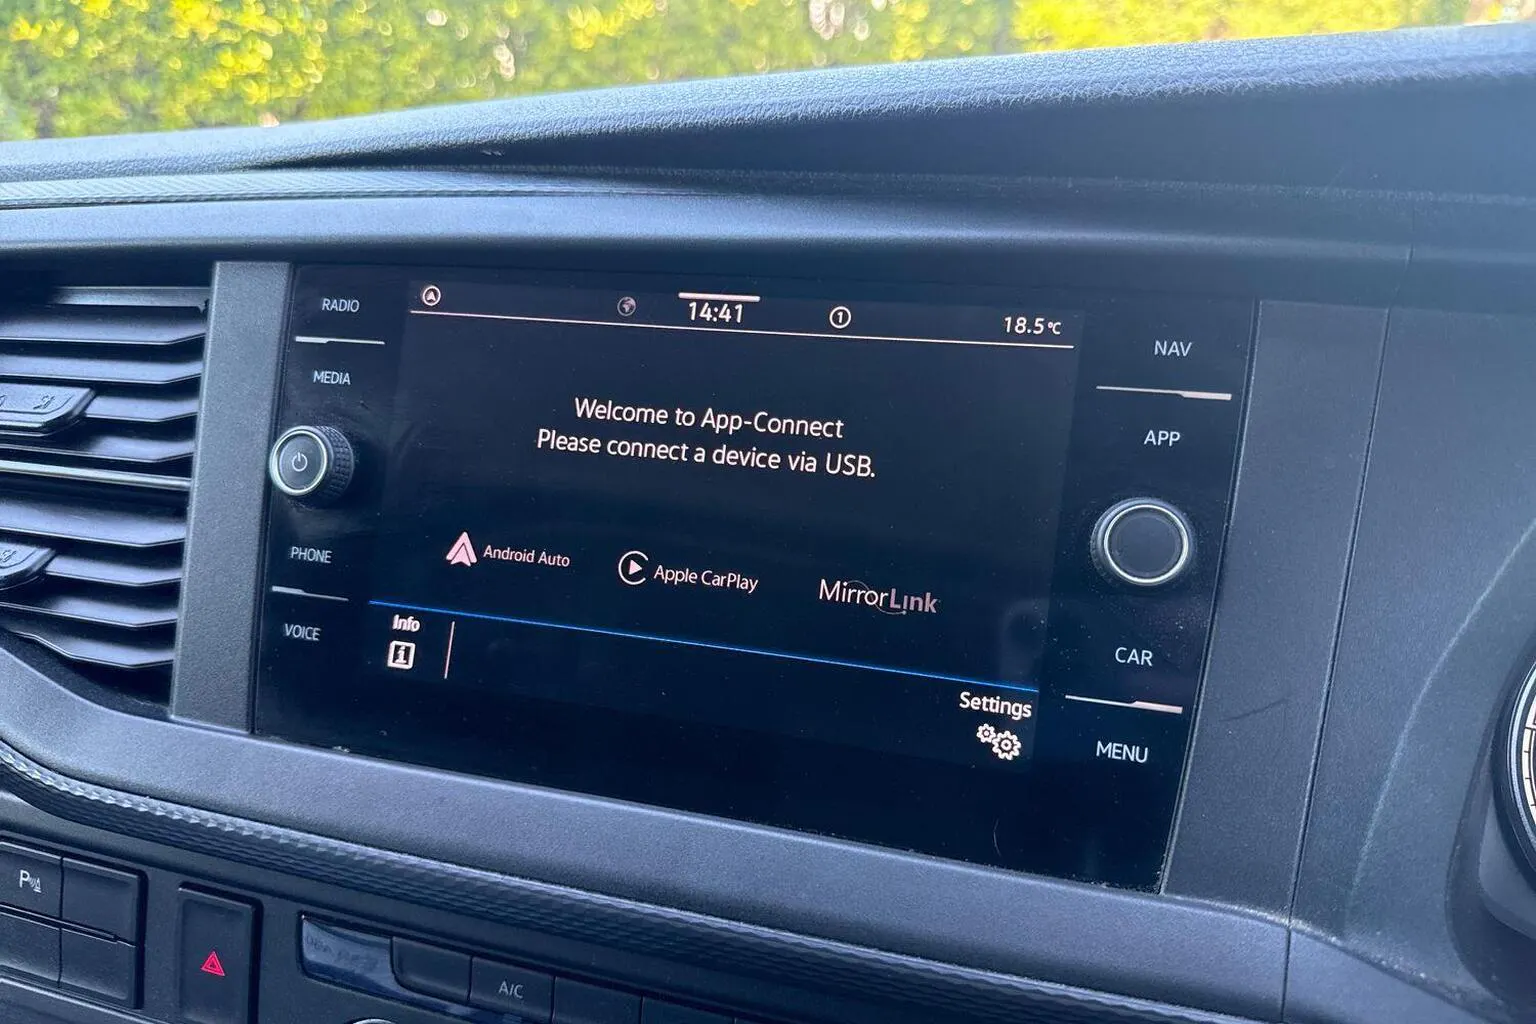 RADIO
MEDIA
PHONE
VOICE
14:41
1
18.5°C
Welcome to App-Connect
Please connect a device via USB.
Android Auto
Apple CarPlay
MirrorLink
Info
Settings
NAV
APP
CAR
MENU
P
A/C